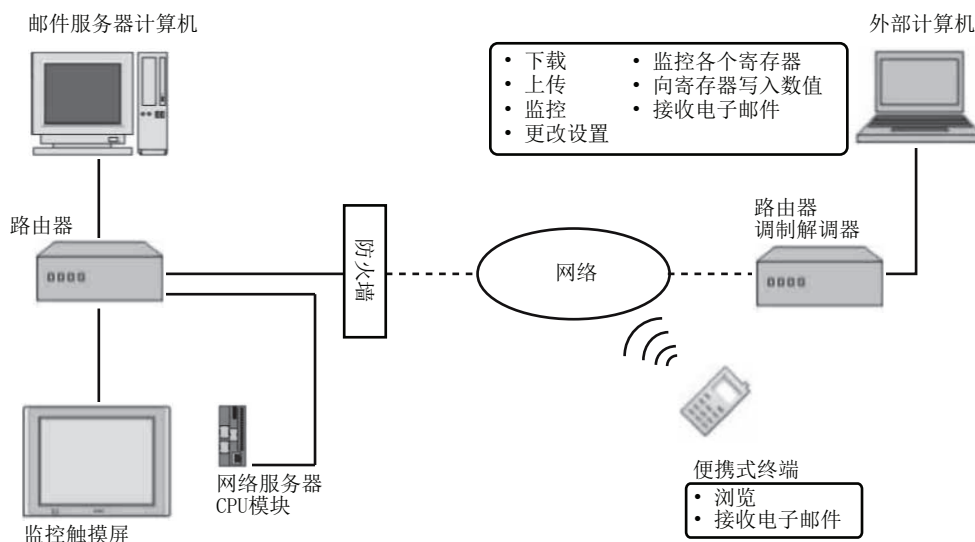 邮件服务器计算机
外部计算机
• 下载
• 上传
• 监控
• 更改设置
• 监控各个寄存器
• 向寄存器写入数值
• 接收电子邮件
路由器
防火墙
网络
路由器
调制解调器
网络服务器
CPU模块
监控触摸屏
便携式终端
• 浏览
• 接收电子邮件